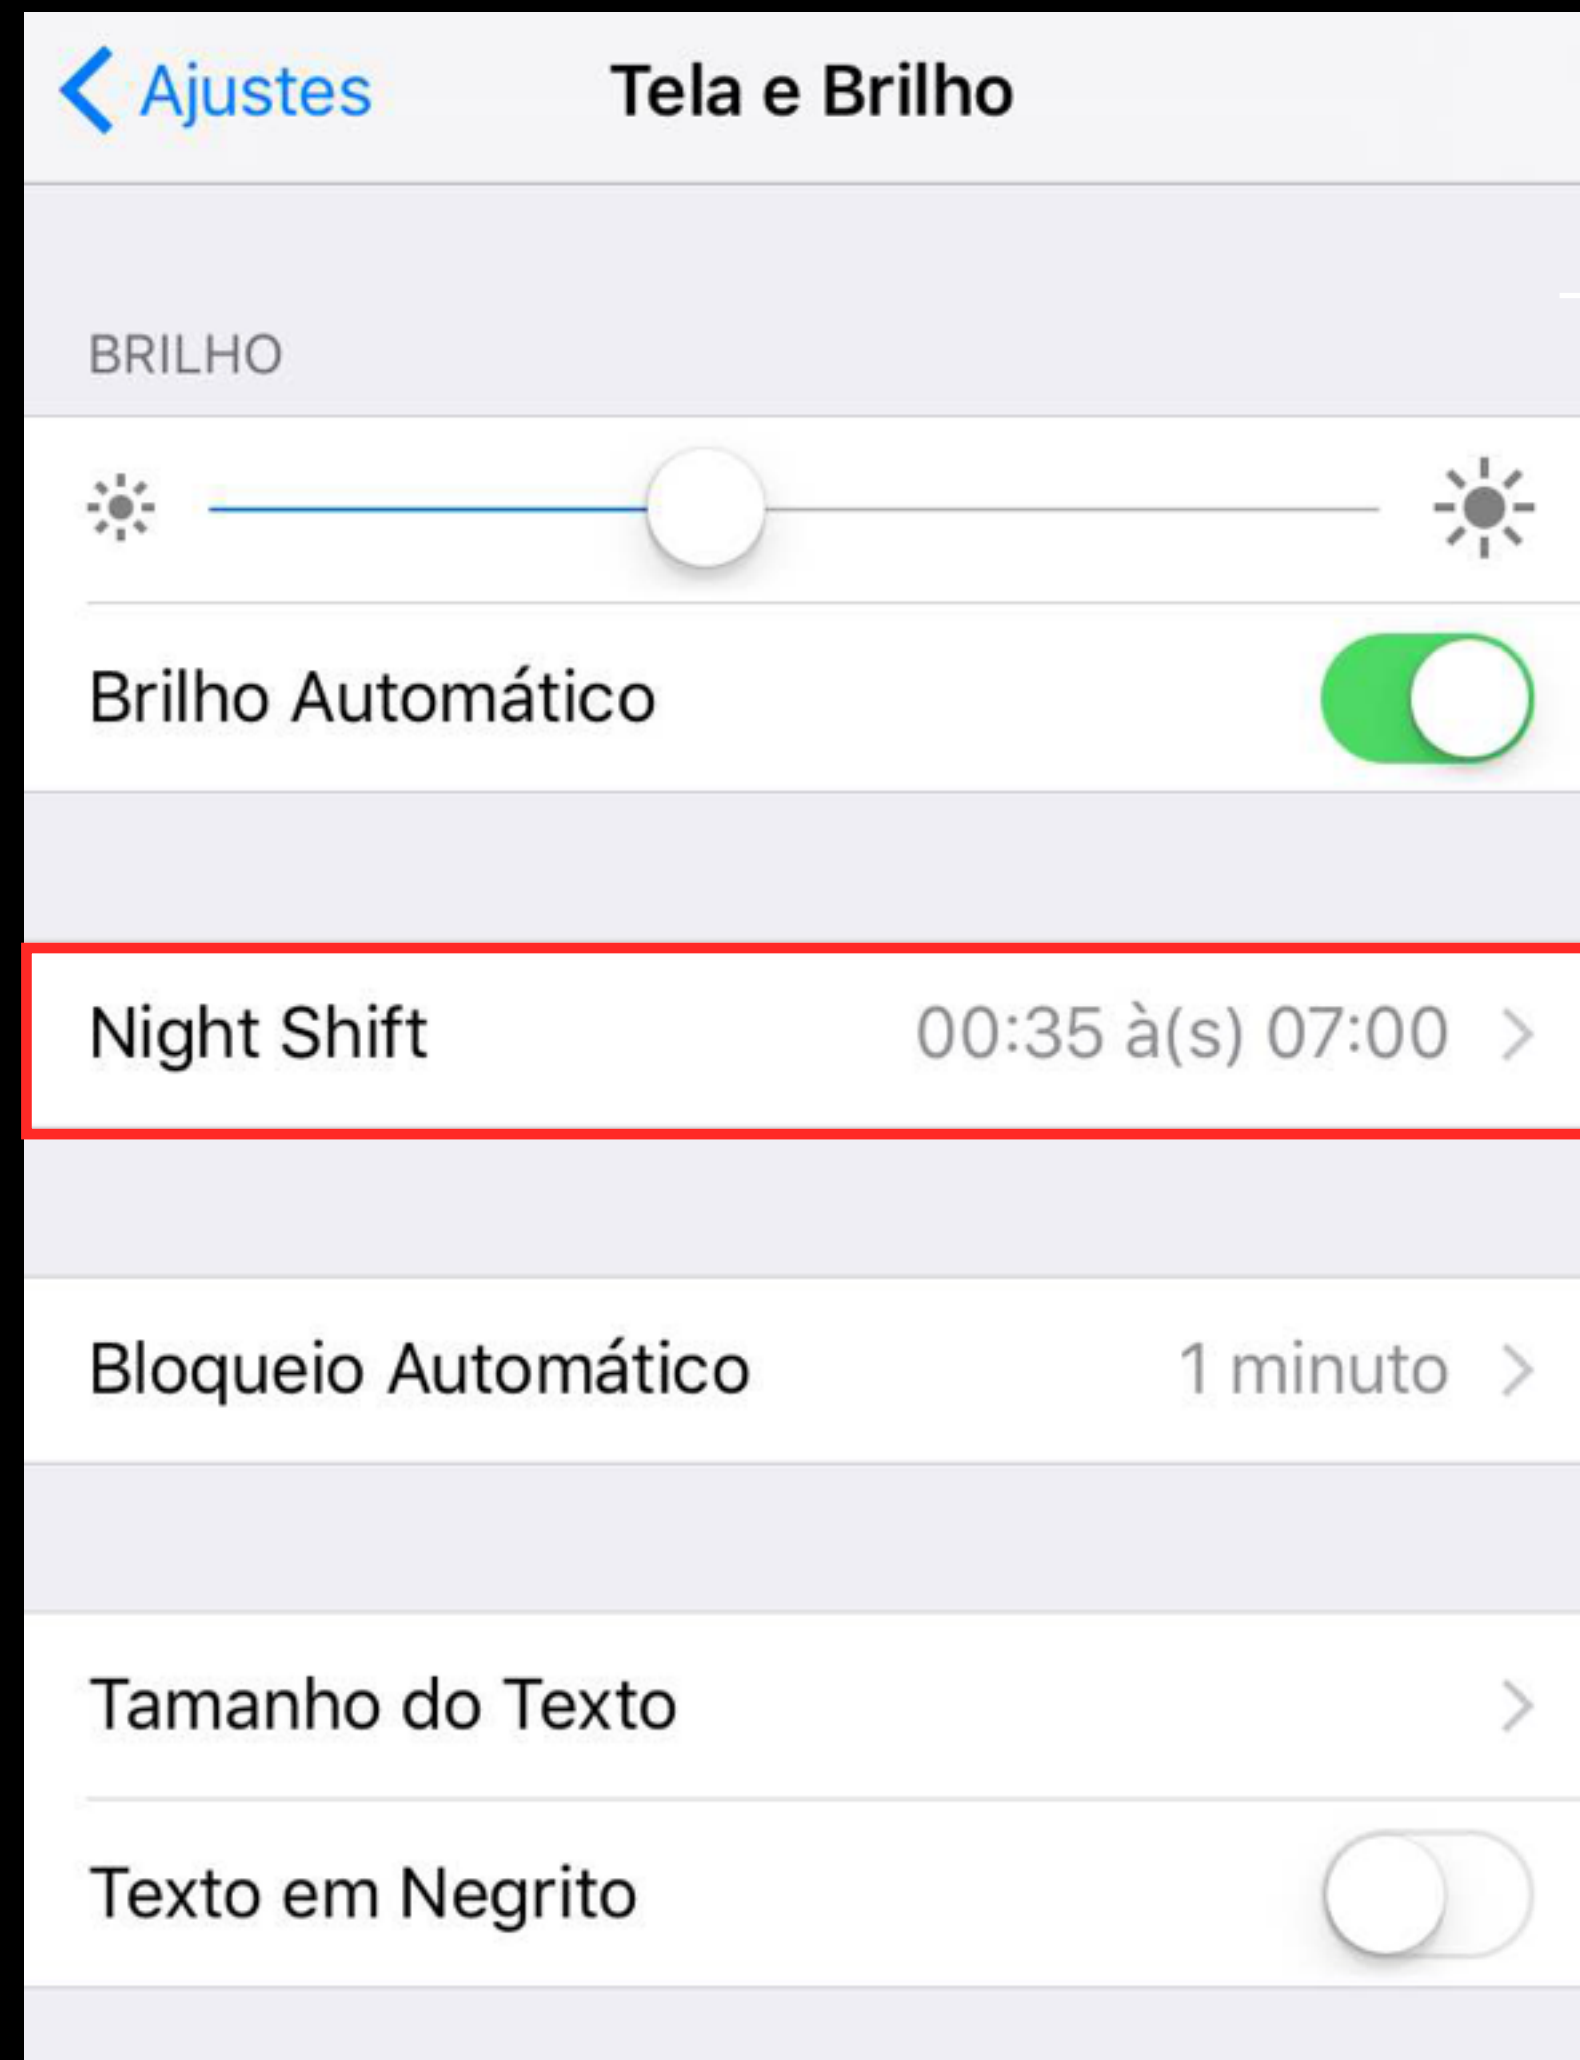 Ajustes Tela e Brilho
BRILHO
Brilho Automático
Night Shift 00:35 à(s) 07:00
Bloqueio Automático 1 minuto
Tamanho do Texto
Texto em Negrito